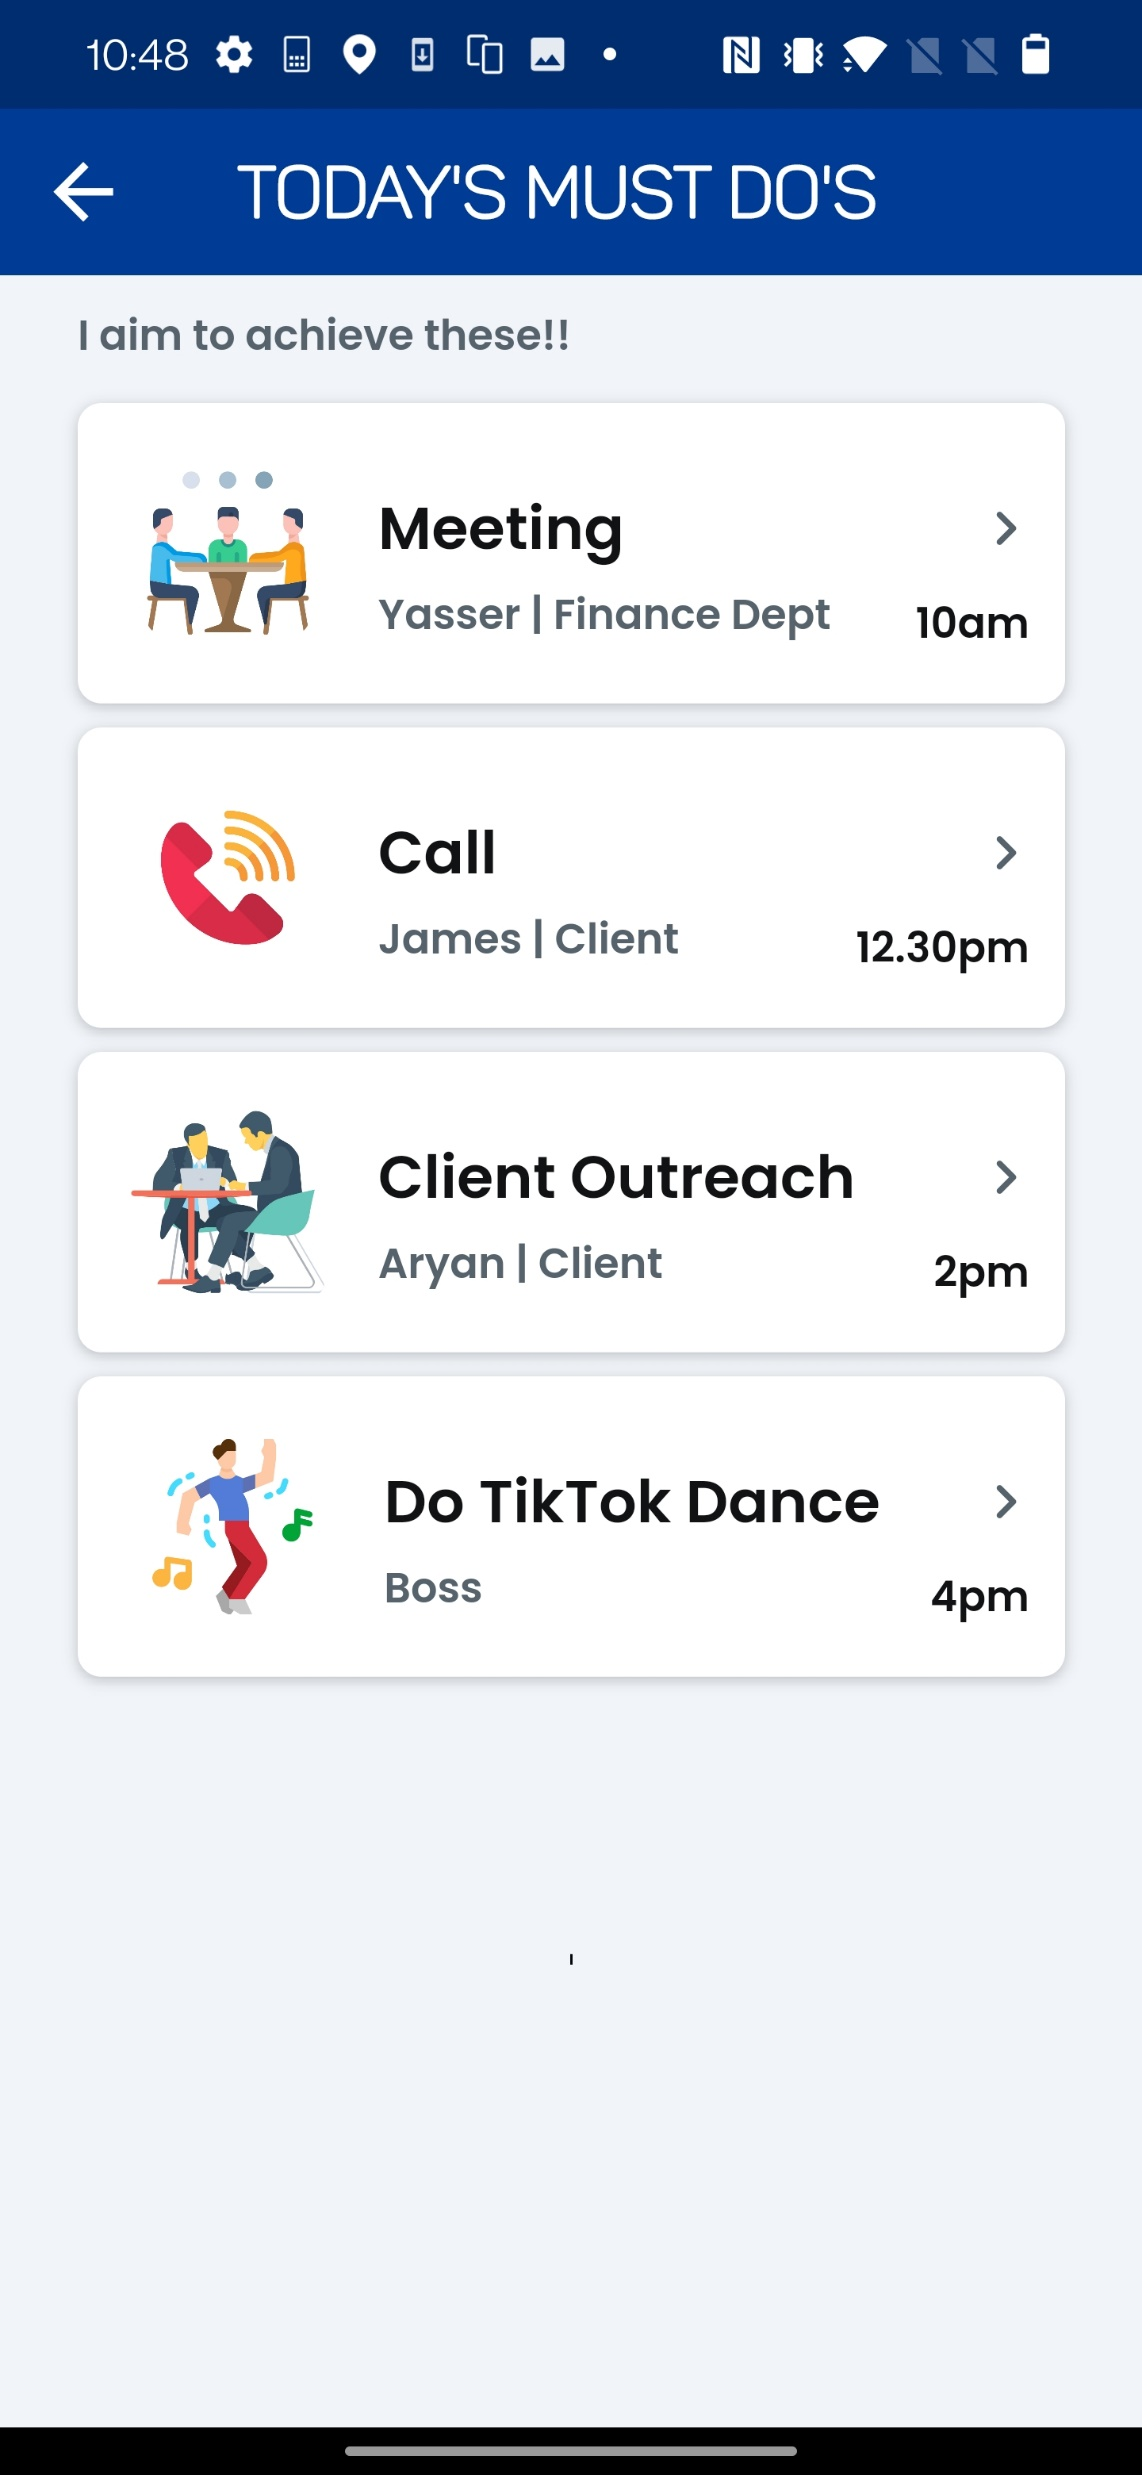 10:48
TODAY'S MUST DO'S
I aim to achieve these!!
Meeting
Yasser | Finance Dept
10am
Call
James | Client
12.30pm
Client Outreach
Aryan | Client
2pm
Do TikTok Dance
Boss
4pm